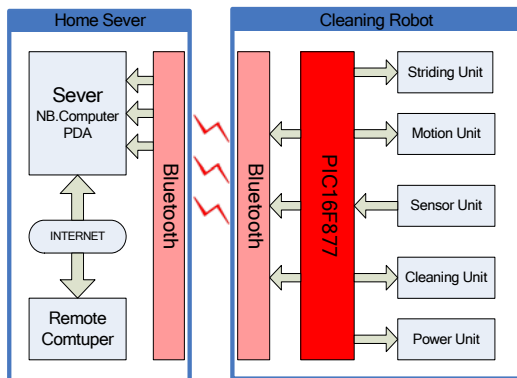 Home Sever
Sever
NB.Computer
PDA
INTERNET
Remote
Comtuper
Bluetooth
Cleaning Robot
Bluetooth
PIC16F877
Striding Unit
Motion Unit
Sensor Unit
Cleaning Unit
Power Unit